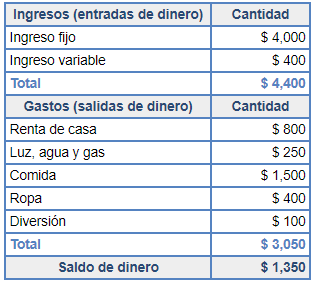 Ingresos (entradas de dinero) Cantidad
Ingreso fijo $ 4,000
Ingreso variable $ 400
Total $ 4,400
Gastos (salidas de dinero) Cantidad
Renta de casa $ 800
Luz, agua y gas $ 250
Comida $ 1,500
Ropa $ 400
Diversión $ 100
Total $ 3,050
Saldo de dinero $ 1,350